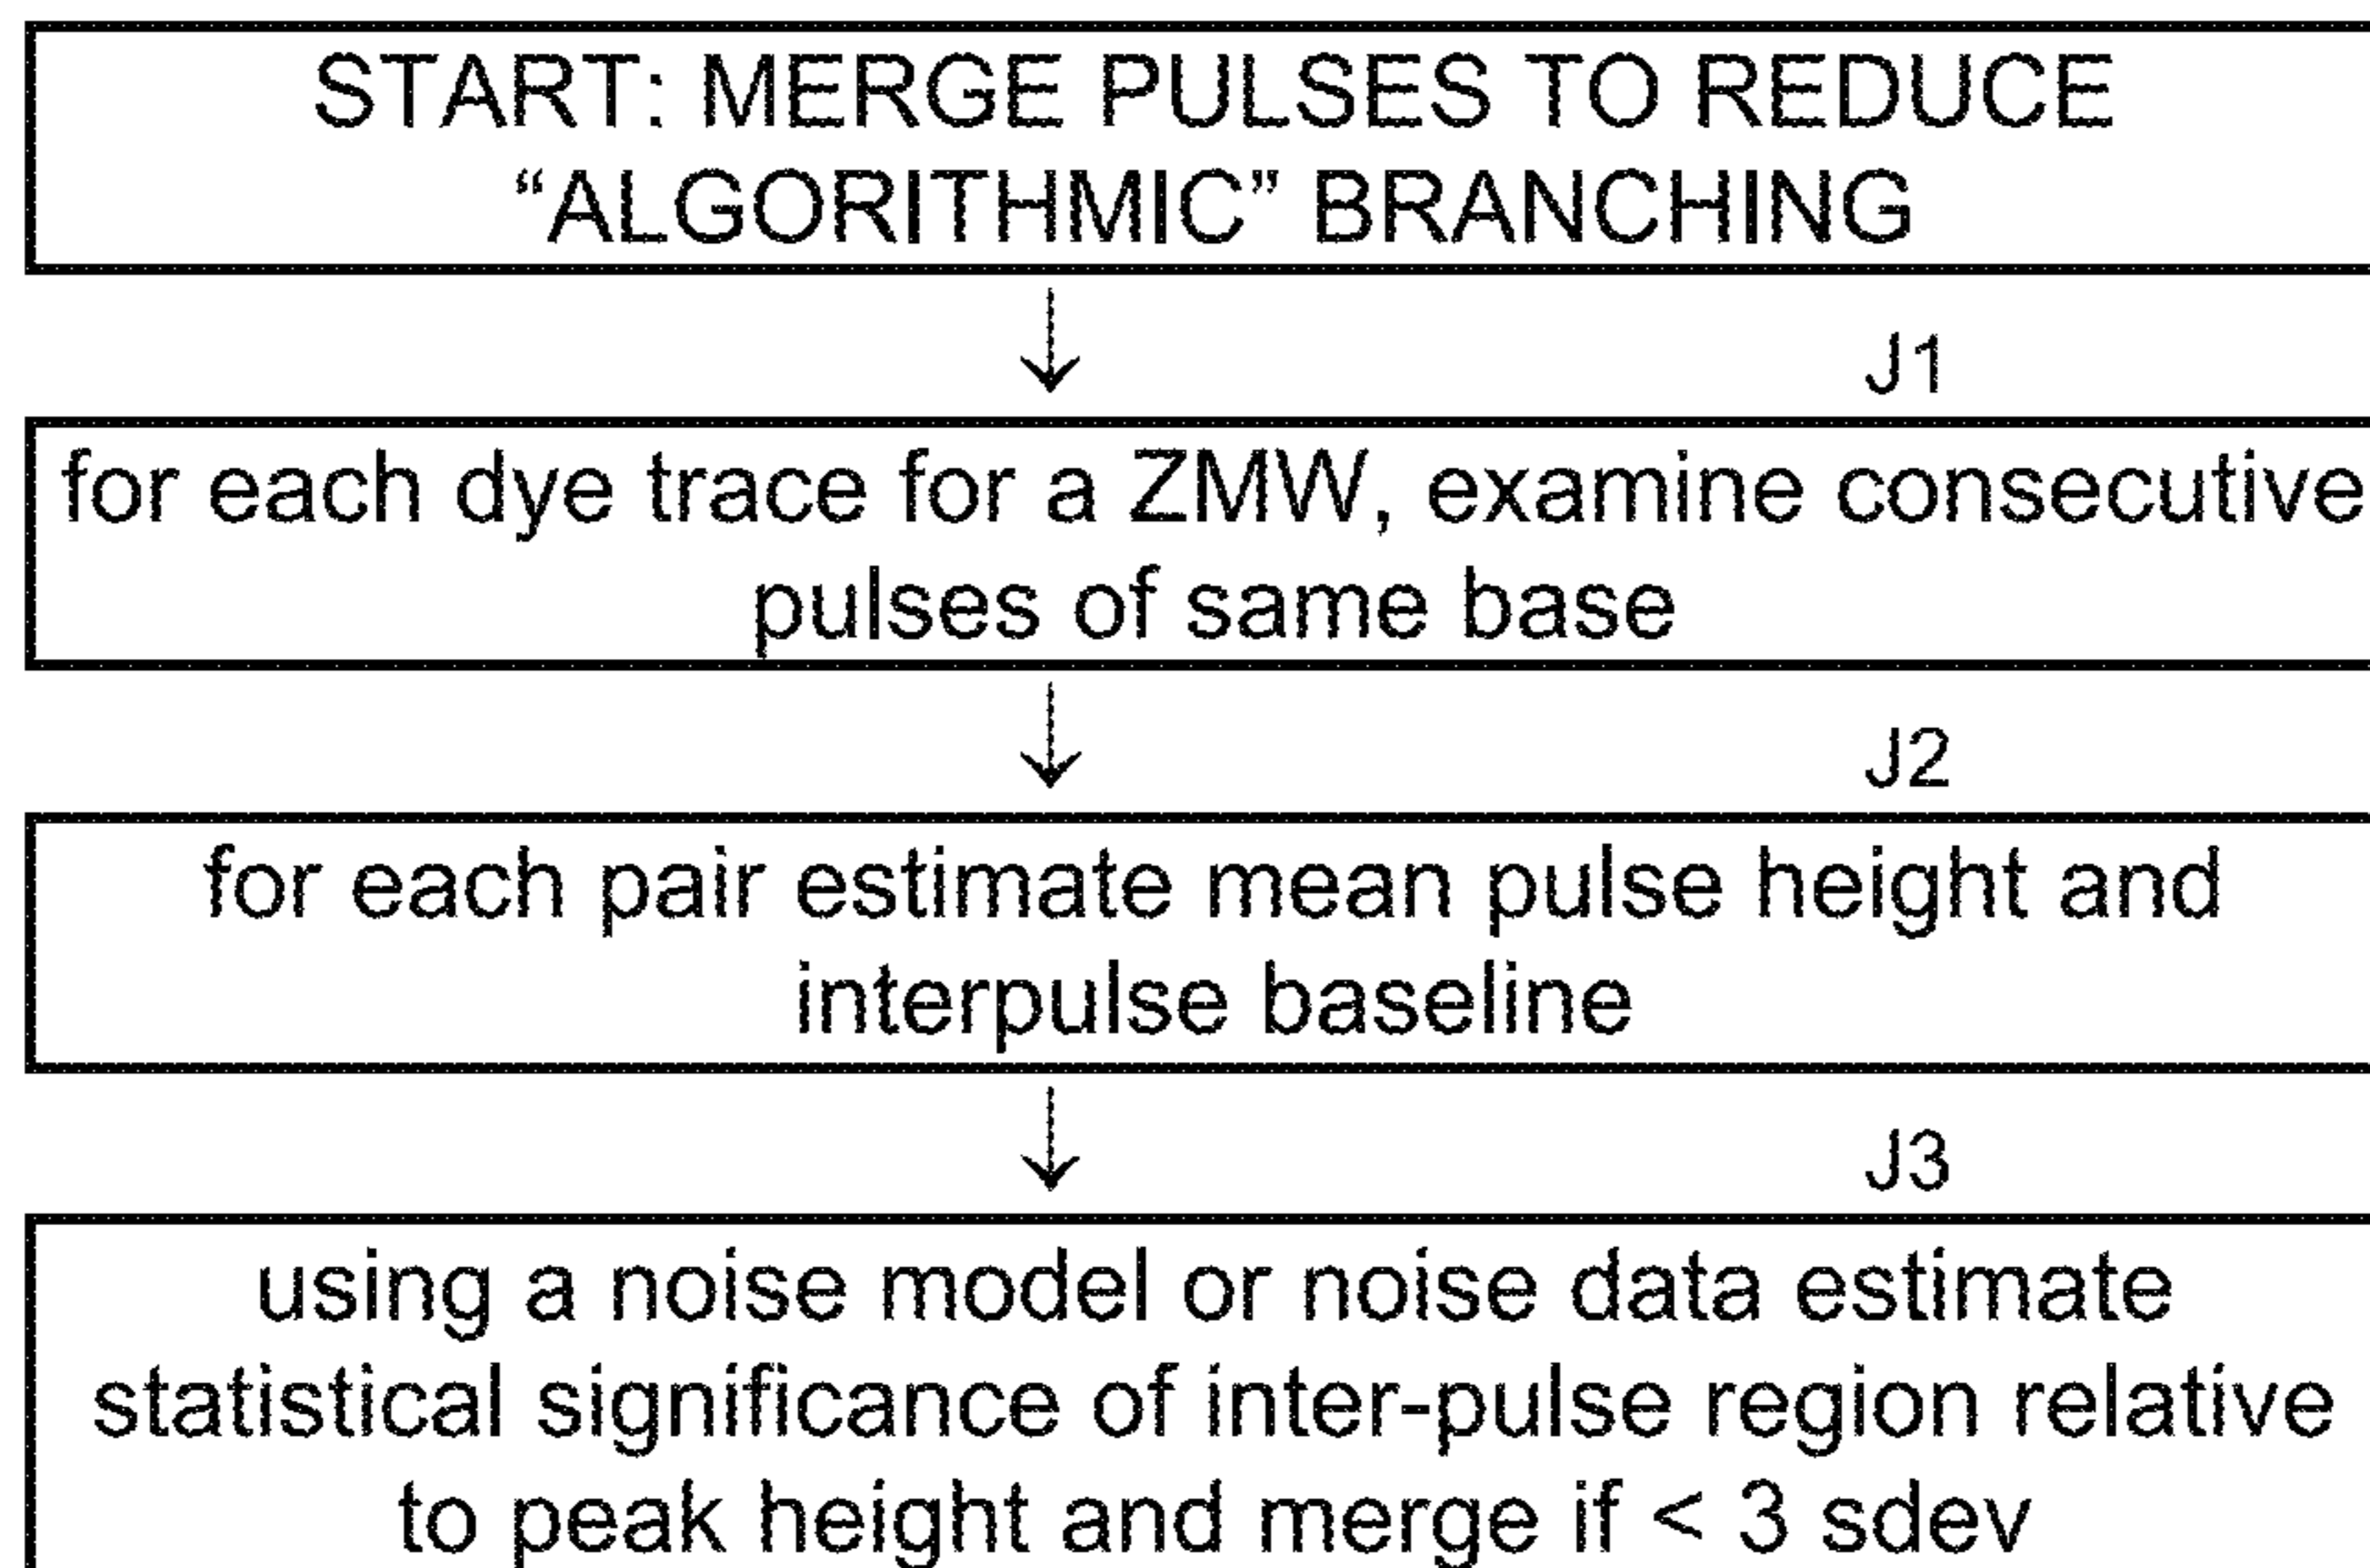 START: MERGE PULSES TO REDUCE
“ALGORITHMIC” BRANCHING
J1
for each dye trace for a ZMW, examine consecutive
pulses of same base
J2
for each pair estimate mean pulse height and
interpulse baseline
J3
using a noise model or noise data estimate
statistical significance of inter-pulse region relative
to peak height and merge if < 3 sdev